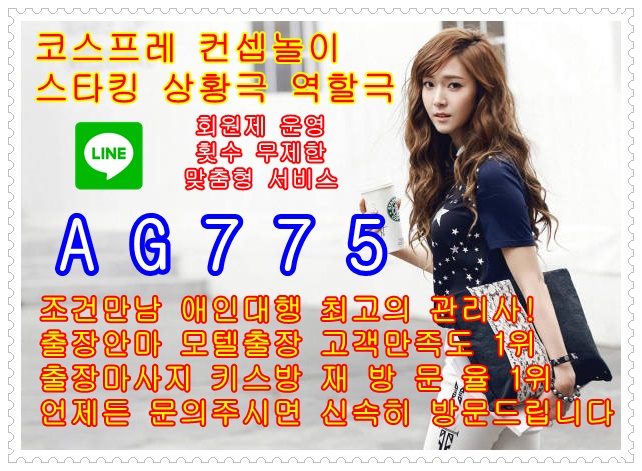 코스프레 컨셉놀이
스타킹 상황극 역할극
LINE
회원제 운영
횟수 무제한
맞춤형 서비스
AG775
조건만남 애인대행 최고의 관리사!
출장안마 모텔출장 고객만족도 1위
출장마사지 키스방 재 방 문 율 1위
언제든 문의주시면 신속히 방문드립니다